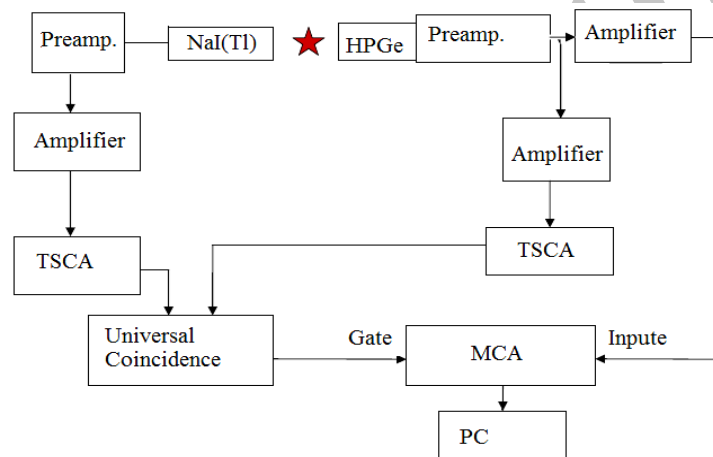 Preamp.
NaI(Tl)
HPGe
Preamp.
Amplifier
Amplifier
Amplifier
TSCA
TSCA
Universal
Coincidence
Gate
MCA
Inpute
PC